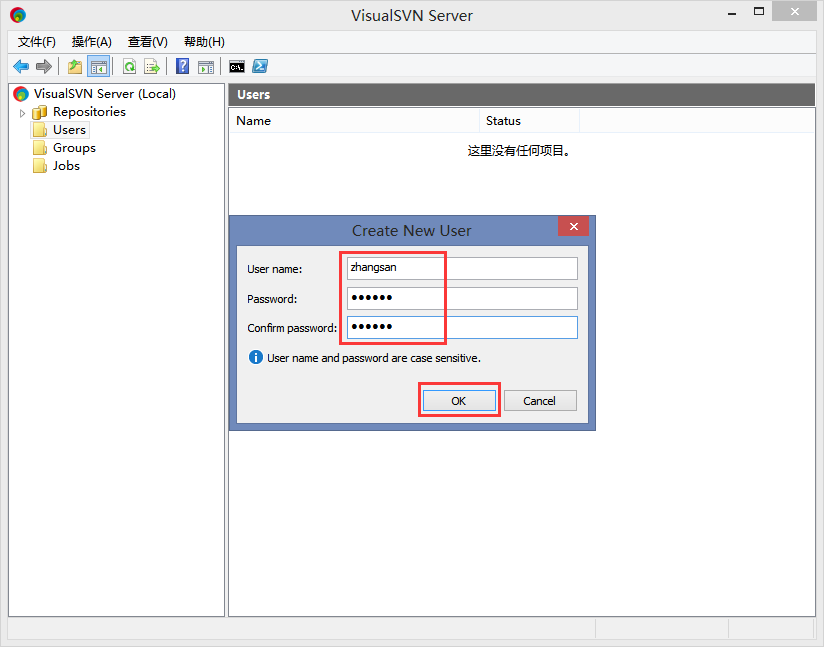 VisualSVN Server
文件(F) 操作(A) 查看(V) 帮助(H)
C:\.
VisualSVN Server (Local)
Repositories
Users
Groups
Jobs
Users
Name Status
这里没有任何项目。
Create New User
User name: zhangsan
Password: ●●●●●●
Confirm password: ●●●●●●
User name and password are case sensitive.
OK Cancel